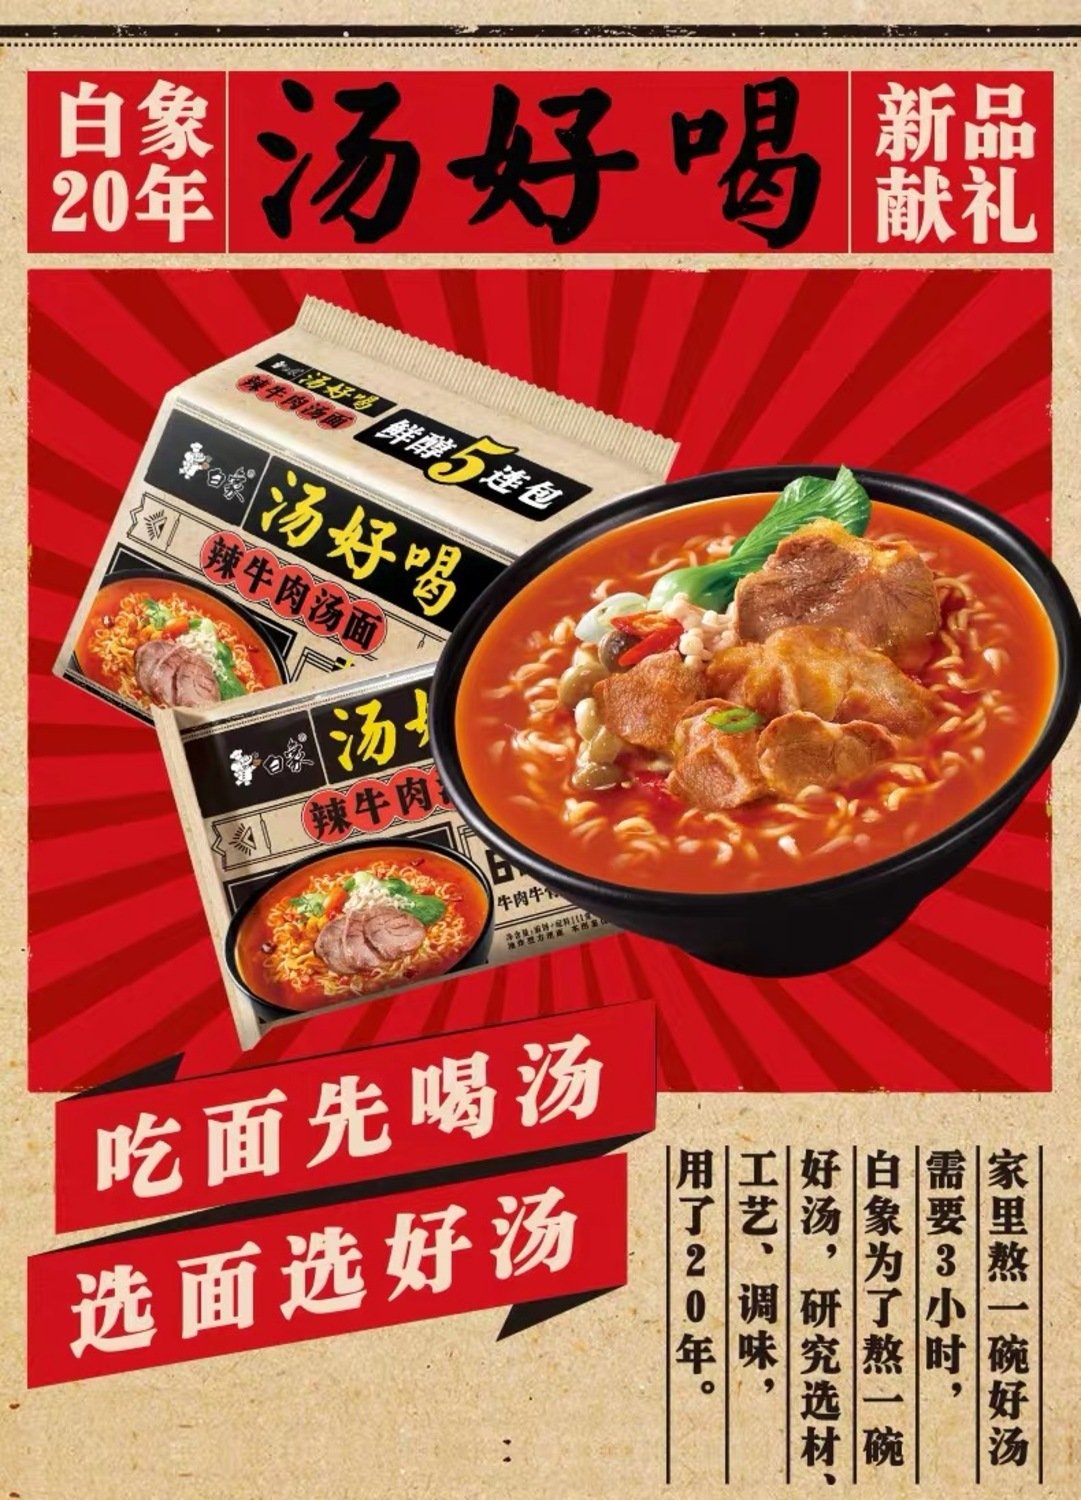 白象
20年
汤好喝
新品
献礼
白象
汤好喝
辣牛肉汤面
鲜醇5连包
白象
汤好喝
辣牛肉汤面
白象
汤
辣牛肉
吃面先喝汤
选面选好汤
家里熬一碗好汤
需要3小时，
白象为了熬一碗
好汤，研究选材、
工艺、调味，
用了20年。